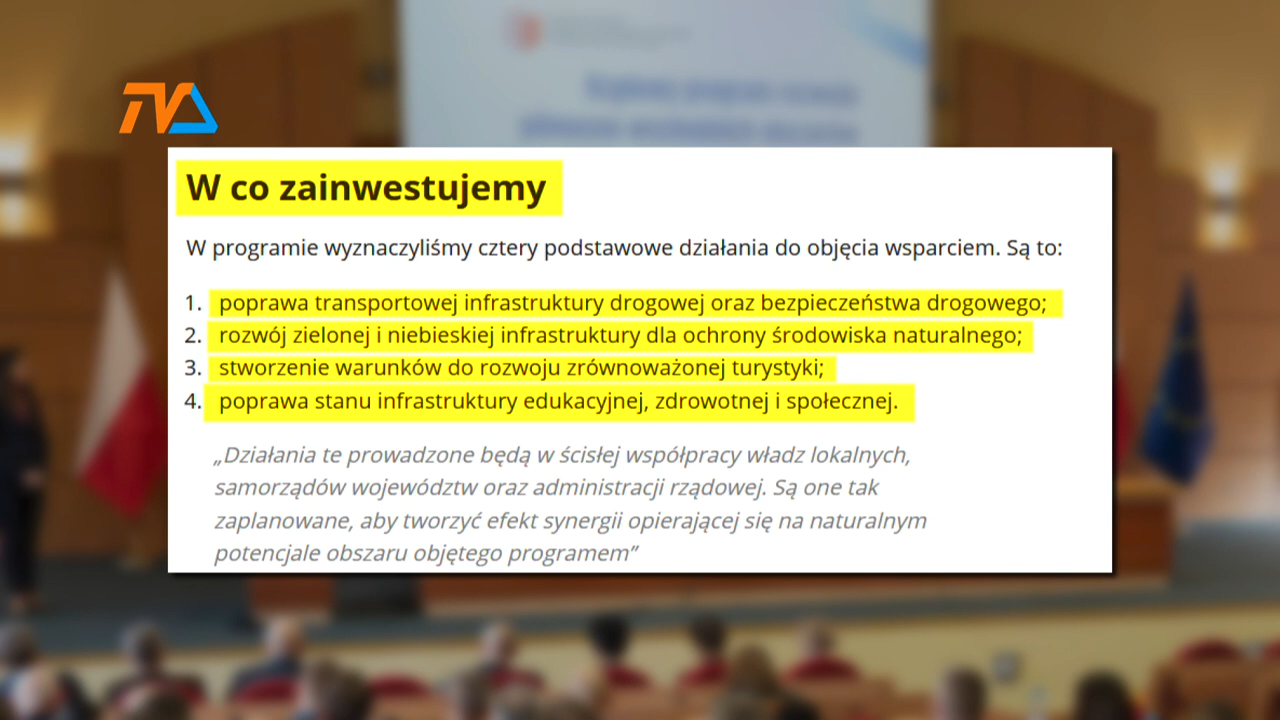 TVA
W co zainwestujemy
W programie wyznaczyliśmy cztery podstawowe działania do objęcia wsparciem. Są to:
1. poprawa transportowej infrastruktury drogowej oraz bezpieczeństwa drogowego;
2. rozwój zielonej i niebieskiej infrastruktury dla ochrony środowiska naturalnego;
3. stworzenie warunków do rozwoju zrównoważonej turystyki;
4. poprawa stanu infrastruktury edukacyjnej, zdrowotnej i społecznej.
„Działania te prowadzone będą w ścisłej współpracy władz lokalnych,
samorządów województw oraz administracji rządowej. Są one tak
zaplanowane, aby tworzyć efekt synergii opierającej się na naturalnym
potencjale obszaru objętego programem”